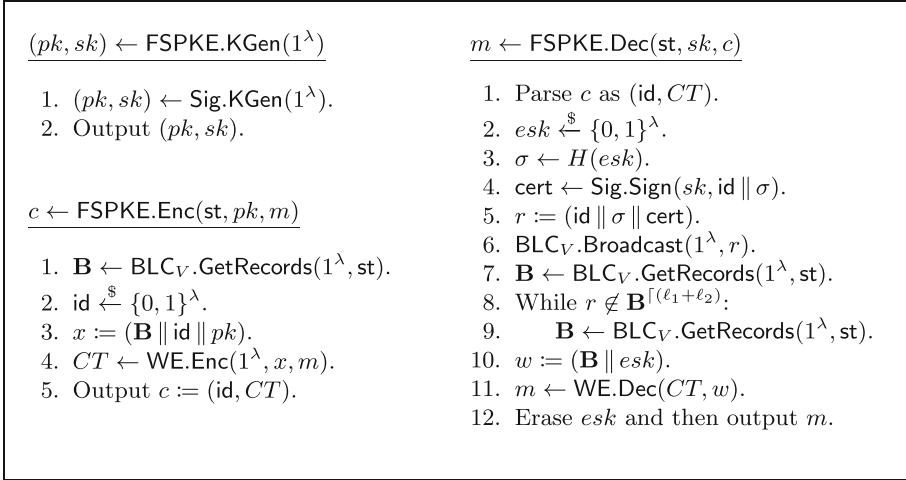 (pk, sk) ← FSPKE.KGen(1^λ)
1. (pk, sk) ← Sig.KGen(1^λ).
2. Output (pk, sk).
c ← FSPKE.Enc(st, pk, m)
1. B ← BLC_V.GetRecords(1^λ, st).
2. id ←$ {0, 1}^λ.
3. x := (B ∥ id ∥ pk).
4. CT ← WE.Enc(1^λ, x, m).
5. Output c := (id, CT).
m ← FSPKE.Dec(st, sk, c)
1. Parse c as (id, CT).
2. esk ←$ {0, 1}^λ.
3. σ ← H(esk).
4. cert ← Sig.Sign(sk, id ∥ σ).
5. r := (id ∥ σ ∥ cert).
6. BLC_V.Broadcast(1^λ, r).
7. B ← BLC_V.GetRecords(1^λ, st).
8. While r ∉ B^⌈(ℓ₁+ℓ₂):
9. B ← BLC_V.GetRecords(1^λ, st).
10. w := (B ∥ esk).
11. m ← WE.Dec(CT, w).
12. Erase esk and then output m.